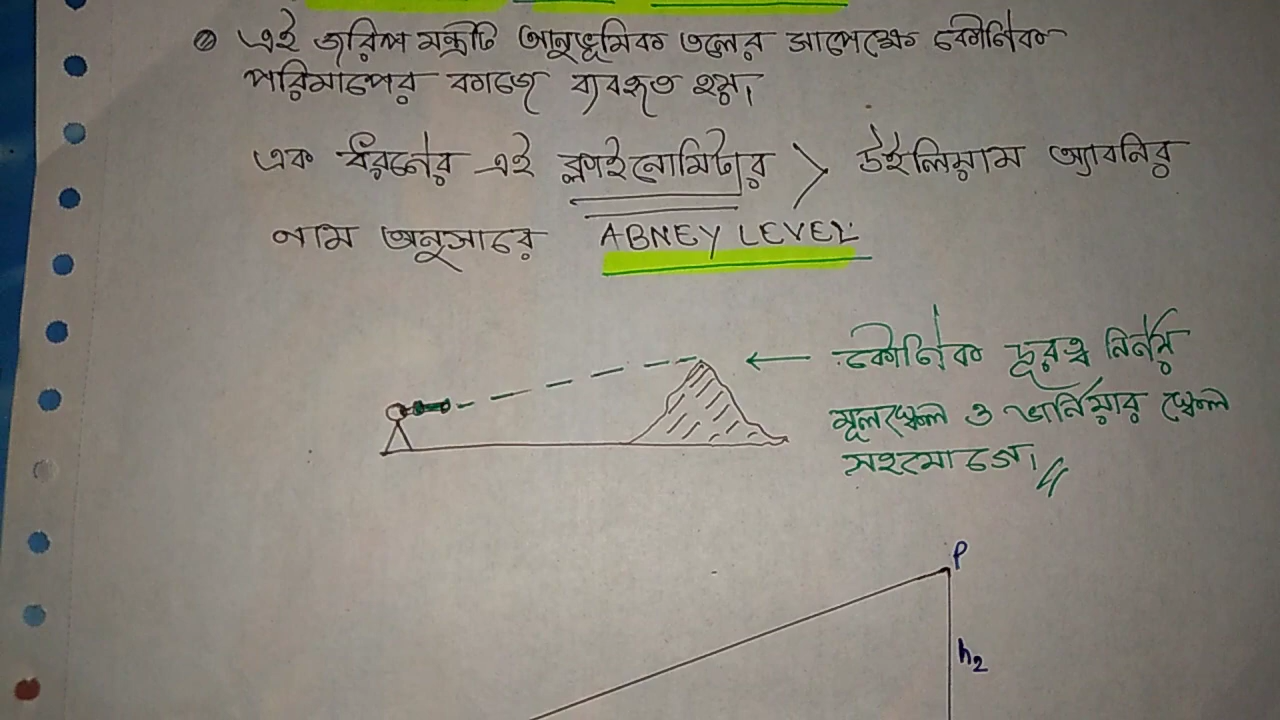 এই জরিপ যন্ত্রটি আনুভূমিক তলের সাপেক্ষে কৌণিক
পরিমাপের কাজে ব্যবহৃত হয়।
এক ধরনের এই ক্লাইনোমিটার > উইলিয়াম অ্যাবনির
নাম অনুসারে ABNEY LEVEL
← কৌণিক দূরত্ব নির্নয়
মূলস্কেল ও ভার্নিয়ার স্কেল
সহযোগে।
P
h₂